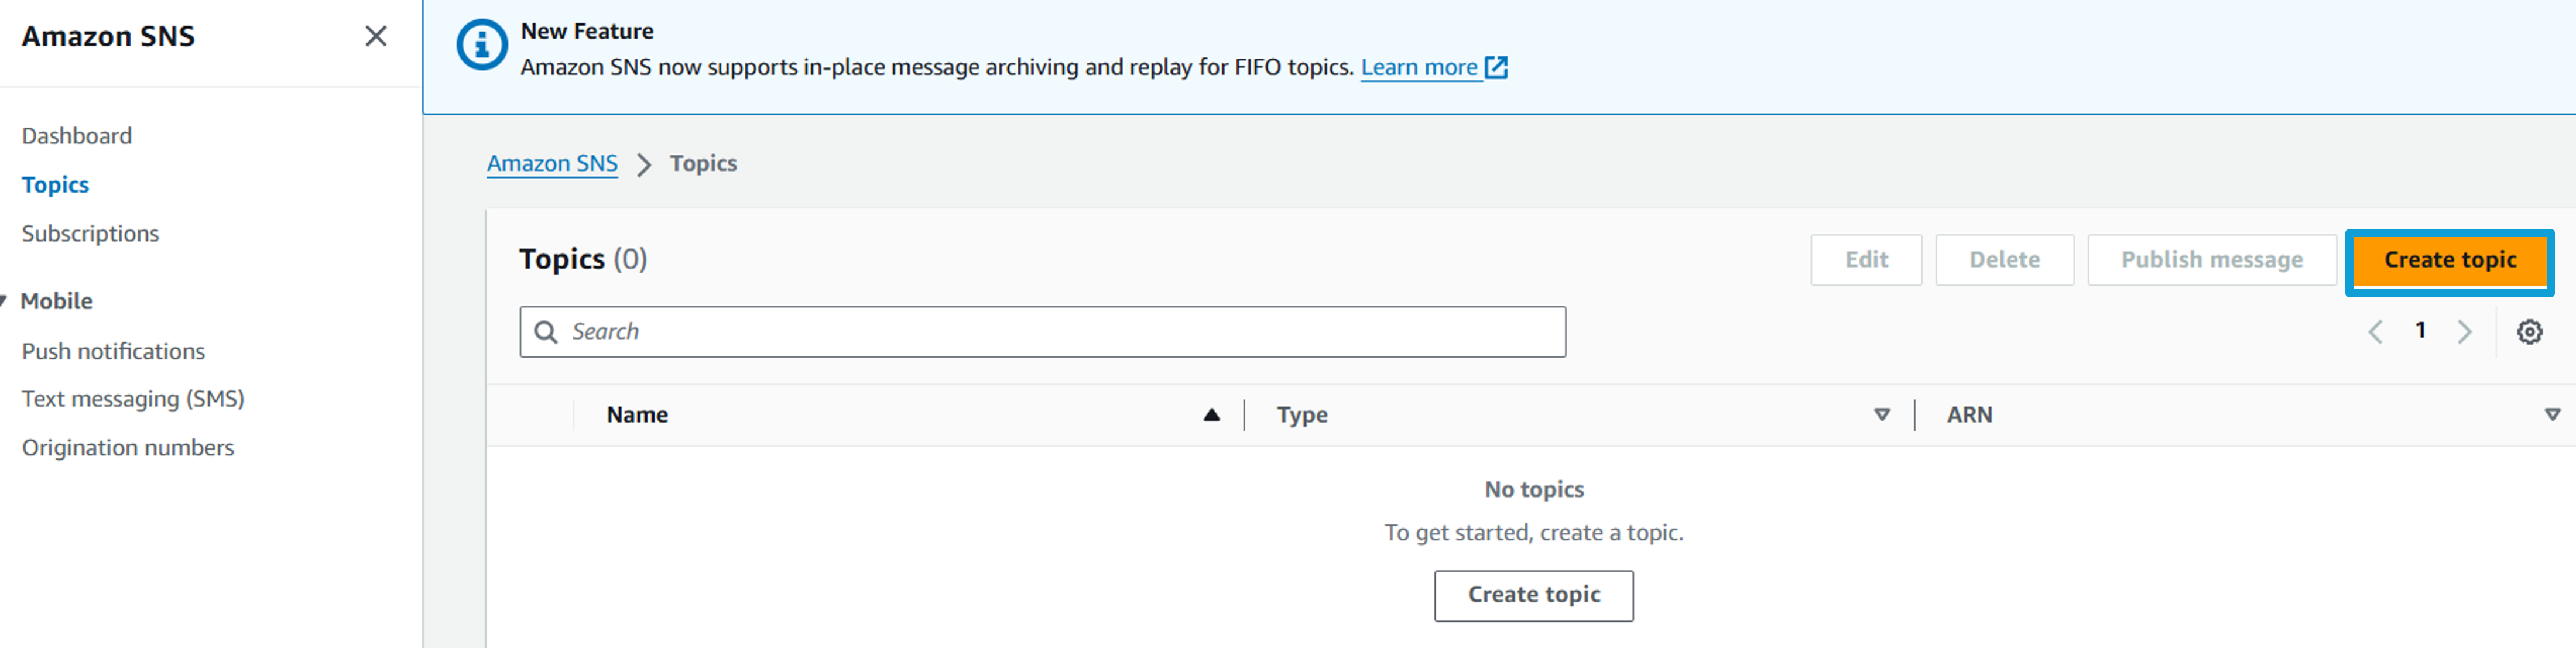 Amazon SNS
Dashboard
Topics
Subscriptions
Mobile
Push notifications
Text messaging (SMS)
Origination numbers
New Feature
Amazon SNS now supports in-place message archiving and replay for FIFO topics. Learn more
Amazon SNS > Topics
Topics (0)
Edit Delete Publish message Create topic
Search
1
Name Type ARN
No topics
To get started, create a topic.
Create topic